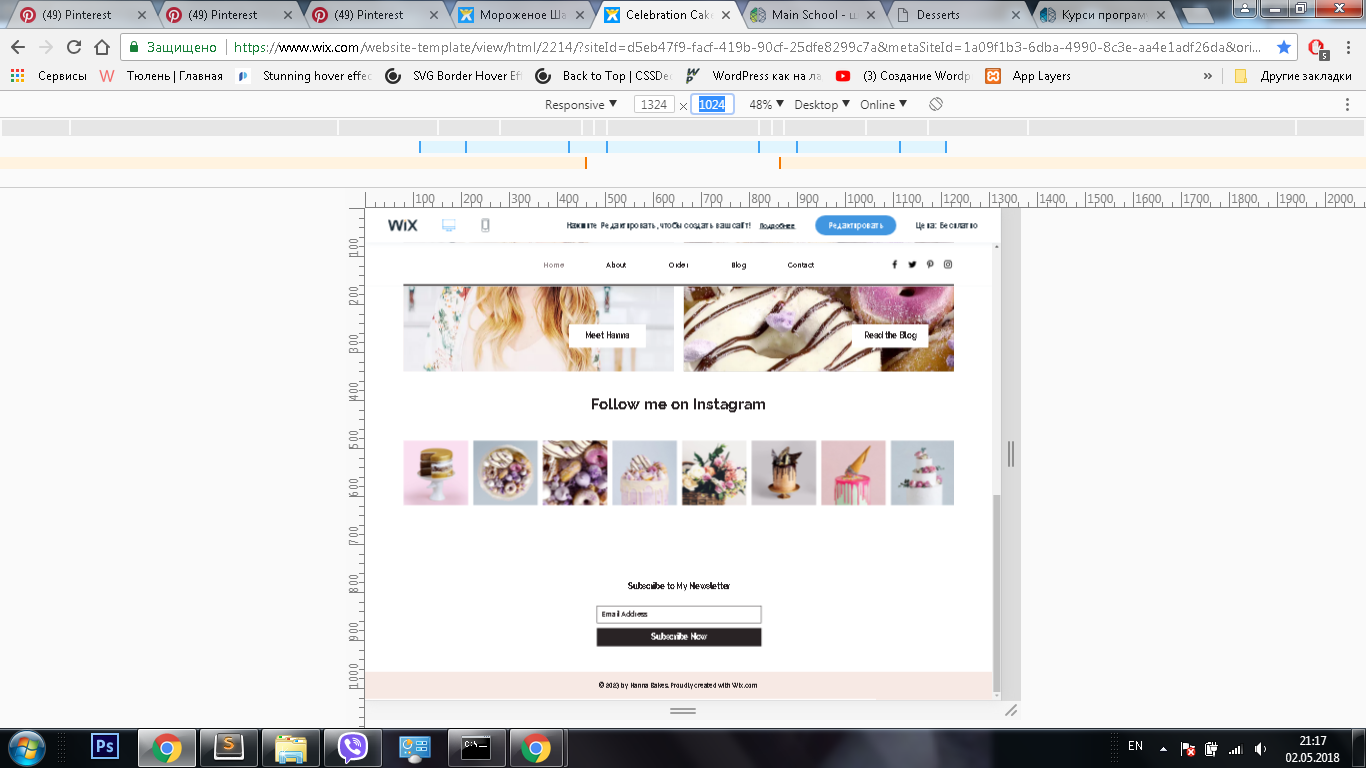 (49) Pinterest
(49) Pinterest
(49) Pinterest
Мороженое Ша
Celebration Cake
Main School - ш
Desserts
Курси програм
Защищено
https://www.wix.com/website-template/view/html/2214/?siteId=d5eb47f9-facf-419b-90cf-25dfe8299c7a&metaSiteId=1a09f1b3-6dba-4990-8c3e-aa4e1adf26da&ori...
5
Сервисы
W
Тюлень | Главная
Stunning hover effec
SVG Border Hover Eff
Back to Top | CSSDec
WordPress как на ла
(3) Создание Wordp
App Layers
»
Другие закладки
Responsive ▼ 1324 × 1024 48% ▼ Desktop ▼ Online ▼
100 200 300 400 500 600 700 800 900 1000 1100 1200 1300 1400 1500 1600 1700 1800 1900 2000
100
200
300
400
500
600
700
800
900
1000
WiX
Нажмите Редактировать, чтобы создать ваш сайт! Подробнее
Редактировать
Цена: Бесплатно
Home About Order Blog Contact
Meet Hanna
Read the Blog
Follow me on Instagram
Subscribe to My Newsletter
Email Address
Subscribe Now
© 2023 by Hanna Bakes. Proudly created with Wix.com
Ps
S
C:\.
EN
21:17
02.05.2018